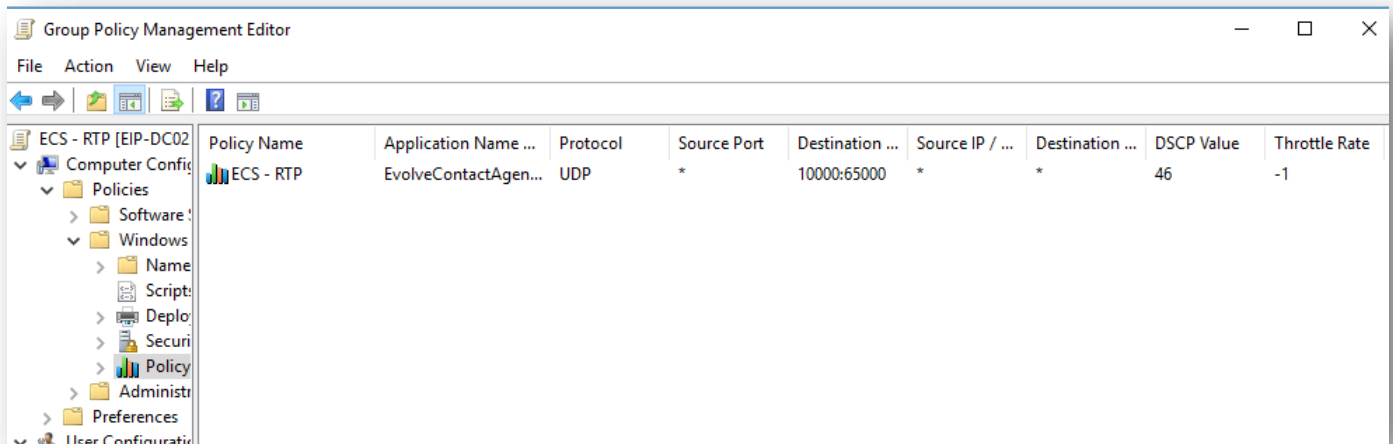 Group Policy Management Editor
File Action View Help
ECS - RTP [EIP-DC02
Computer Config
Policies
Software S
Windows
Name
Scripts
Deploy
Securi
Policy
Administr
Preferences
User Configuratio
Policy Name Application Name ... Protocol Source Port Destination ... Source IP / ... Destination ... DSCP Value Throttle Rate
ECS - RTP EvolveContactAgen... UDP * 10000:65000 * * 46 -1